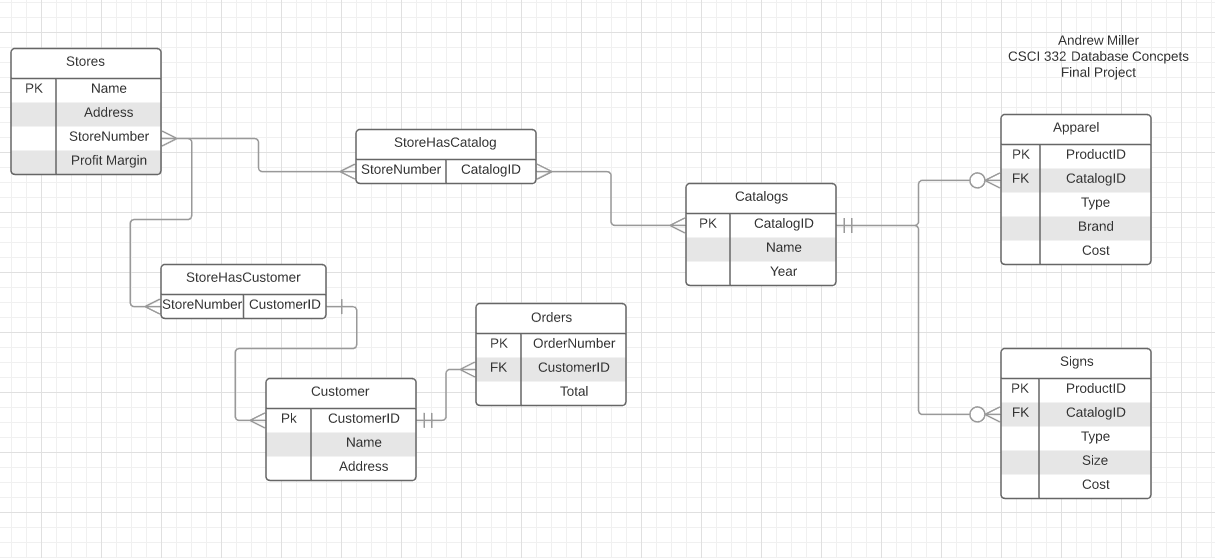 Andrew Miller
CSCI 332 Database Concpets
Final Project
Stores
PK Name
Address
StoreNumber
Profit Margin
StoreHasCatalog
StoreNumber CatalogID
Apparel
PK ProductID
FK CatalogID
Type
Brand
Cost
Catalogs
PK CatalogID
Name
Year
StoreHasCustomer
StoreNumber CustomerID
Orders
PK OrderNumber
FK CustomerID
Total
Customer
Pk CustomerID
Name
Address
Signs
PK ProductID
FK CatalogID
Type
Size
Cost